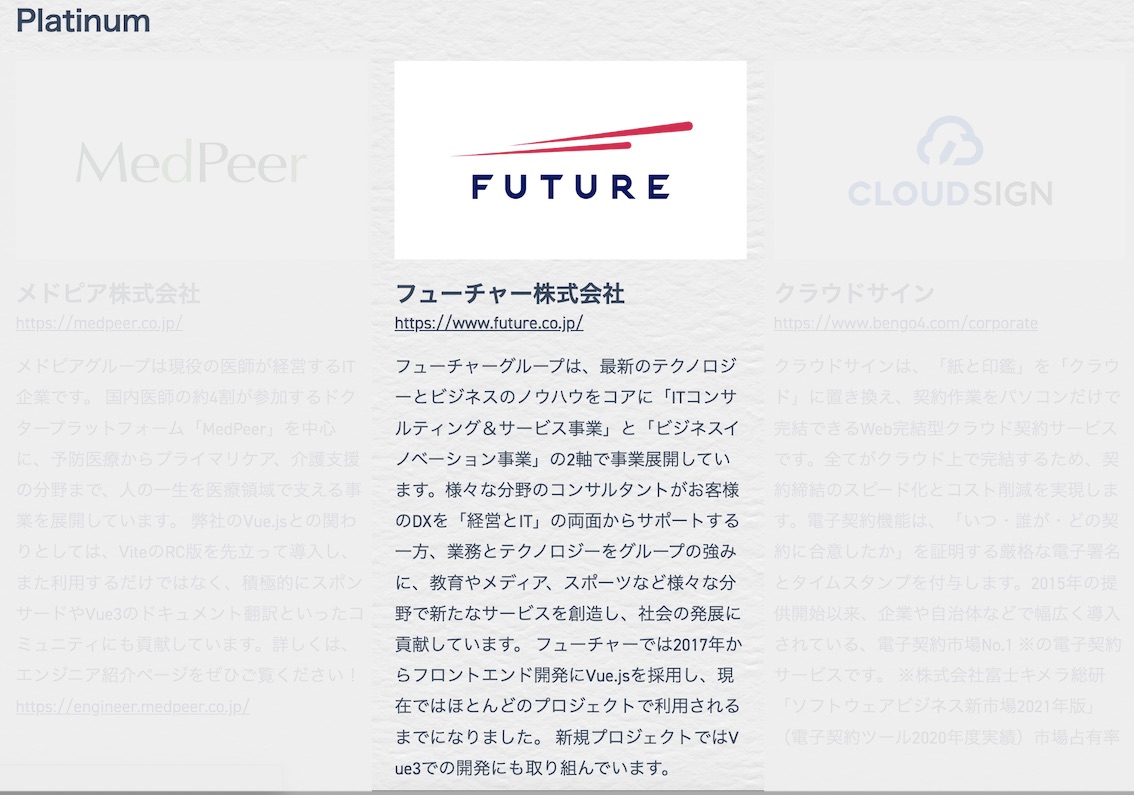 Platinum
MedPeer
メドピア株式会社
https://medpeer.co.jp/
メドピアグループは現役の医師が経営するIT
企業です。 国内医師の約4割が参加するドク
タープラットフォーム「MedPeer」を中心
に、予防医療からプライマリケア、介護支援
の分野まで、人の一生を医療領域で支える事
業を展開しています。 弊社のVue.jsとの関わ
りとしては、ViteのRC版を先立って導入し、
また利用するだけではなく、積極的にスポン
サードやVue3のドキュメント翻訳といったコ
ミュニティにも貢献しています。詳しくは、
エンジニア紹介ページをぜひご覧ください！
https://engineer.medpeer.co.jp/
FUTURE
フューチャー株式会社
https://www.future.co.jp/
フューチャーグループは、最新のテクノロジ
ーとビジネスのノウハウをコアに「ITコンサ
ルティング＆サービス事業」と「ビジネスイ
ノベーション事業」の2軸で事業展開してい
ます。様々な分野のコンサルタントがお客様
のDXを「経営とIT」の両面からサポートする
一方、業務とテクノロジーをグループの強み
に、教育やメディア、スポーツなど様々な分
野で新たなサービスを創造し、社会の発展に
貢献しています。 フューチャーでは2017年か
らフロントエンド開発にVue.jsを採用し、現
在ではほとんどのプロジェクトで利用される
までになりました。 新規プロジェクトではV
ue3での開発にも取り組んでいます。
CLOUDSIGN
クラウドサイン
https://www.bengo4.com/corporate
クラウドサインは、「紙と印鑑」を「クラウ
ド」に置き換え、契約作業をパソコンだけで
完結できるWeb完結型クラウド契約サービス
です。全てがクラウド上で完結するため、契
約締結のスピード化とコスト削減を実現しま
す。電子契約機能は、「いつ・誰が・どの契
約に合意したか」を証明する厳格な電子署名
とタイムスタンプを付与します。2015年の提
供開始以来、企業や自治体などで幅広く導入
されている、電子契約市場No.1 ※の電子契約
サービスです。 ※株式会社富士キメラ総研
「ソフトウェアビジネス新市場2021年版」
（電子契約ツール2020年度実績）市場占有率